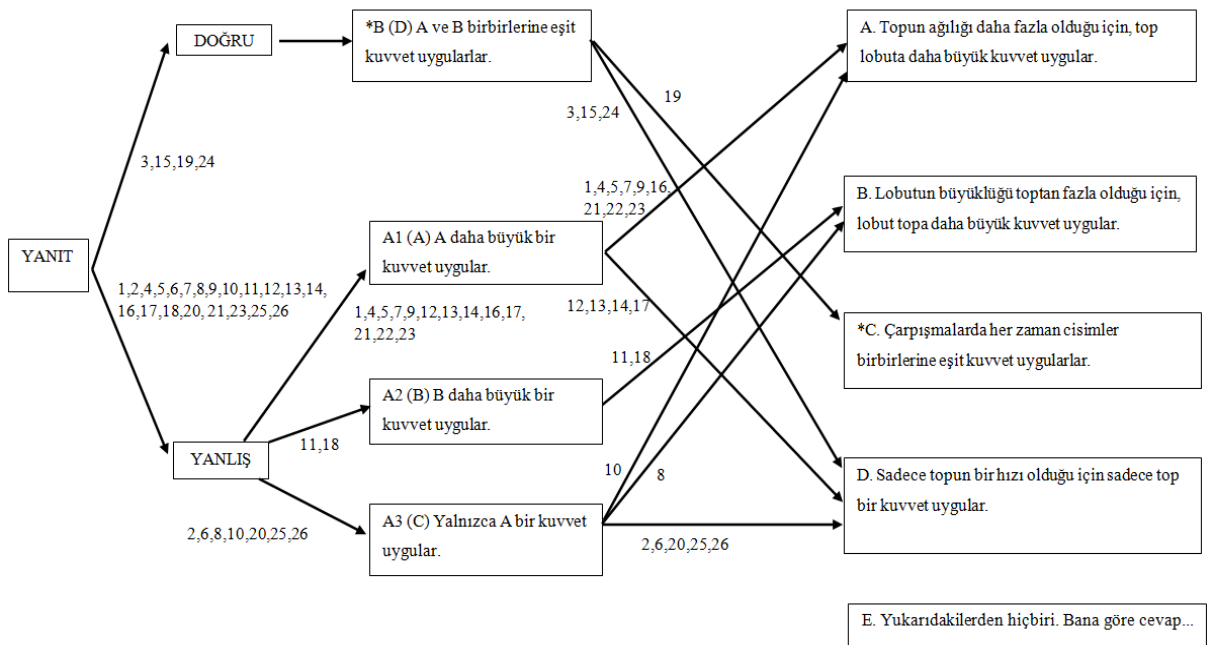 DOĞRU
*B (D) A ve B birbirlerine eşit
kuvvet uygularlar.
A. Topun ağılığı daha fazla olduğu için, top
lobuta daha büyük kuvvet uygular.
19
3,15,24
3,15,19,24
1,4,5,7,9,16,
21,22,23
B. Lobutun büyüklüğü toptan fazla olduğu için,
lobut topa daha büyük kuvvet uygular.
YANIT
A1 (A) A daha büyük bir
kuvvet uygular.
1,2,4,5,6,7,8,9,10,11,12,13,14,
16,17,18,20, 21,23,25,26
1,4,5,7,9,12,13,14,16,17,
21,22,23
12,13,14,17
*C. Çarpışmalarda her zaman cisimler
birbirlerine eşit kuvvet uygularlar.
11,18
A2 (B) B daha büyük bir
kuvvet uygular.
11,18
YANLIŞ
10
8
D. Sadece topun bir hızı olduğu için sadece top
bir kuvvet uygular.
A3 (C) Yalnızca A bir kuvvet
uygular.
2,6,8,10,20,25,26
2,6,20,25,26
E. Yukarıdakilerden hiçbiri. Bana göre cevap...